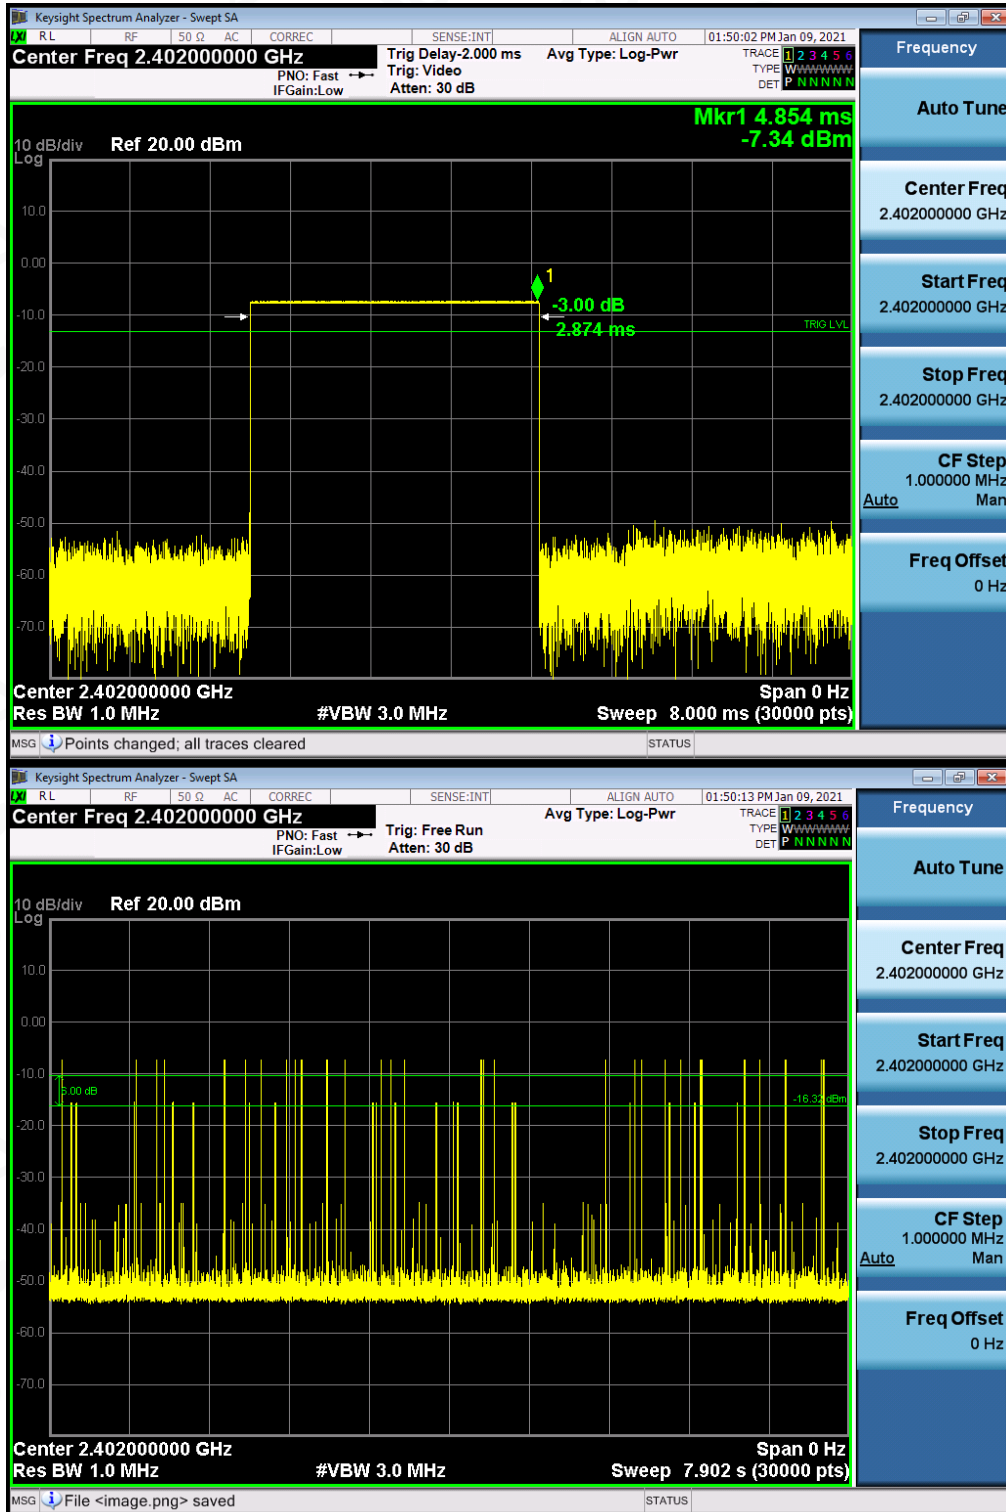 Keysight Spectrum Analyzer - Swept SA
LXI RL RF 50 Ω AC CORREC SENSE:INT ALIGN AUTO 01:50:02 PM Jan 09, 2021
Center Freq 2.402000000 GHz
PNO: Fast
IFGain:Low
Trig Delay-2.000 ms
Trig: Video
Atten: 30 dB
Avg Type: Log-Pwr
TRACE 1 2 3 4 5 6
TYPE WWWWWW
DET P N N N N N
Mkr1 4.854 ms
-7.34 dBm
10 dB/div Ref 20.00 dBm
Log
10.0
0.00
1
-3.00 dB
2.874 ms
-10.0
TRIG LVL
-20.0
-30.0
-40.0
-50.0
-60.0
-70.0
Center 2.402000000 GHz Span 0 Hz
Res BW 1.0 MHz #VBW 3.0 MHz Sweep 8.000 ms (30000 pts)
MSG Points changed; all traces cleared STATUS
Frequency
Auto Tune
Center Freq
2.402000000 GHz
Start Freq
2.402000000 GHz
Stop Freq
2.402000000 GHz
CF Step
1.000000 MHz
Auto Man
Freq Offset
0 Hz
Keysight Spectrum Analyzer - Swept SA
LXI RL RF 50 Ω AC CORREC SENSE:INT ALIGN AUTO 01:50:13 PM Jan 09, 2021
Center Freq 2.402000000 GHz
PNO: Fast
IFGain:Low
Trig: Free Run
Atten: 30 dB
Avg Type: Log-Pwr
TRACE 1 2 3 4 5 6
TYPE WWWWWW
DET P N N N N N
10 dB/div Ref 20.00 dBm
Log
10.0
0.00
-10.0
6.00 dB
-16.32 dBm
-20.0
-30.0
-40.0
-50.0
-60.0
-70.0
Center 2.402000000 GHz Span 0 Hz
Res BW 1.0 MHz #VBW 3.0 MHz Sweep 7.902 s (30000 pts)
MSG File <image.png> saved STATUS
Frequency
Auto Tune
Center Freq
2.402000000 GHz
Start Freq
2.402000000 GHz
Stop Freq
2.402000000 GHz
CF Step
1.000000 MHz
Auto Man
Freq Offset
0 Hz